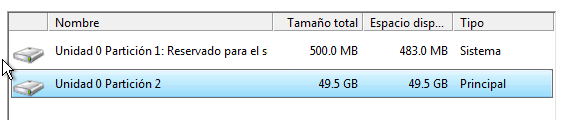 Nombre Tamaño total Espacio disp... Tipo
Unidad 0 Partición 1: Reservado para el s 500.0 MB 483.0 MB Sistema
Unidad 0 Partición 2 49.5 GB 49.5 GB Principal